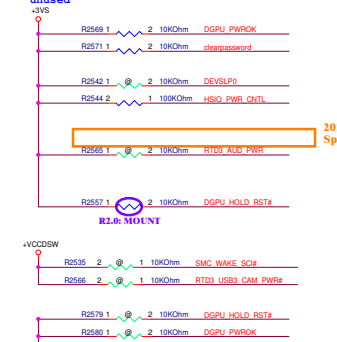 unused
+3VS
R2569 1 2 10KOhm DGPU_PWROK
R2571 1 2 10KOhm clearpassword
R2542 1 @ 2 10KOhm DEVSLP0
R2544 2 1 100KOhm HSIO_PWR_CNTL
20
Sp
R2565 1 @ 2 10KOhm RTD3_AUD_PWR
R2557 1 2 10KOhm DGPU_HOLD_RST#
R2.0: MOUNT
+VCCDSW
R2535 2 @ 1 10KOhm SMC_WAKE_SCI#
R2566 2 @ 1 10KOhm RTD3_USB3_CAM_PWR#
R2579 1 @ 2 10KOhm DGPU_HOLD_RST#
R2580 1 @ 2 10KOhm DGPU_PWROK